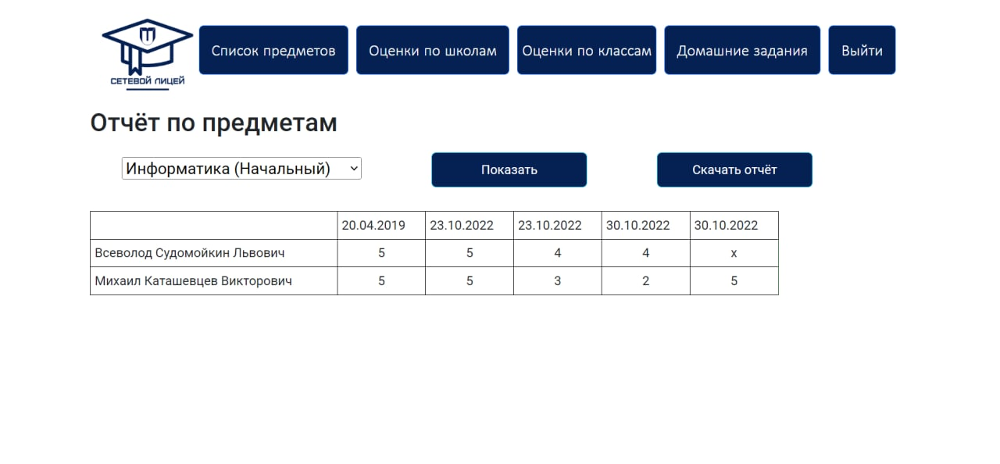 СЕТЕВОЙ ЛИЦЕЙ
Список предметов Оценки по школам Оценки по классам Домашние задания Выйти
Отчёт по предметам
Информатика (Начальный) Показать Скачать отчёт
20.04.2019 23.10.2022 23.10.2022 30.10.2022 30.10.2022
Всеволод Судомойкин Львович 5 5 4 4 x
Михаил Каташевцев Викторович 5 5 3 2 5